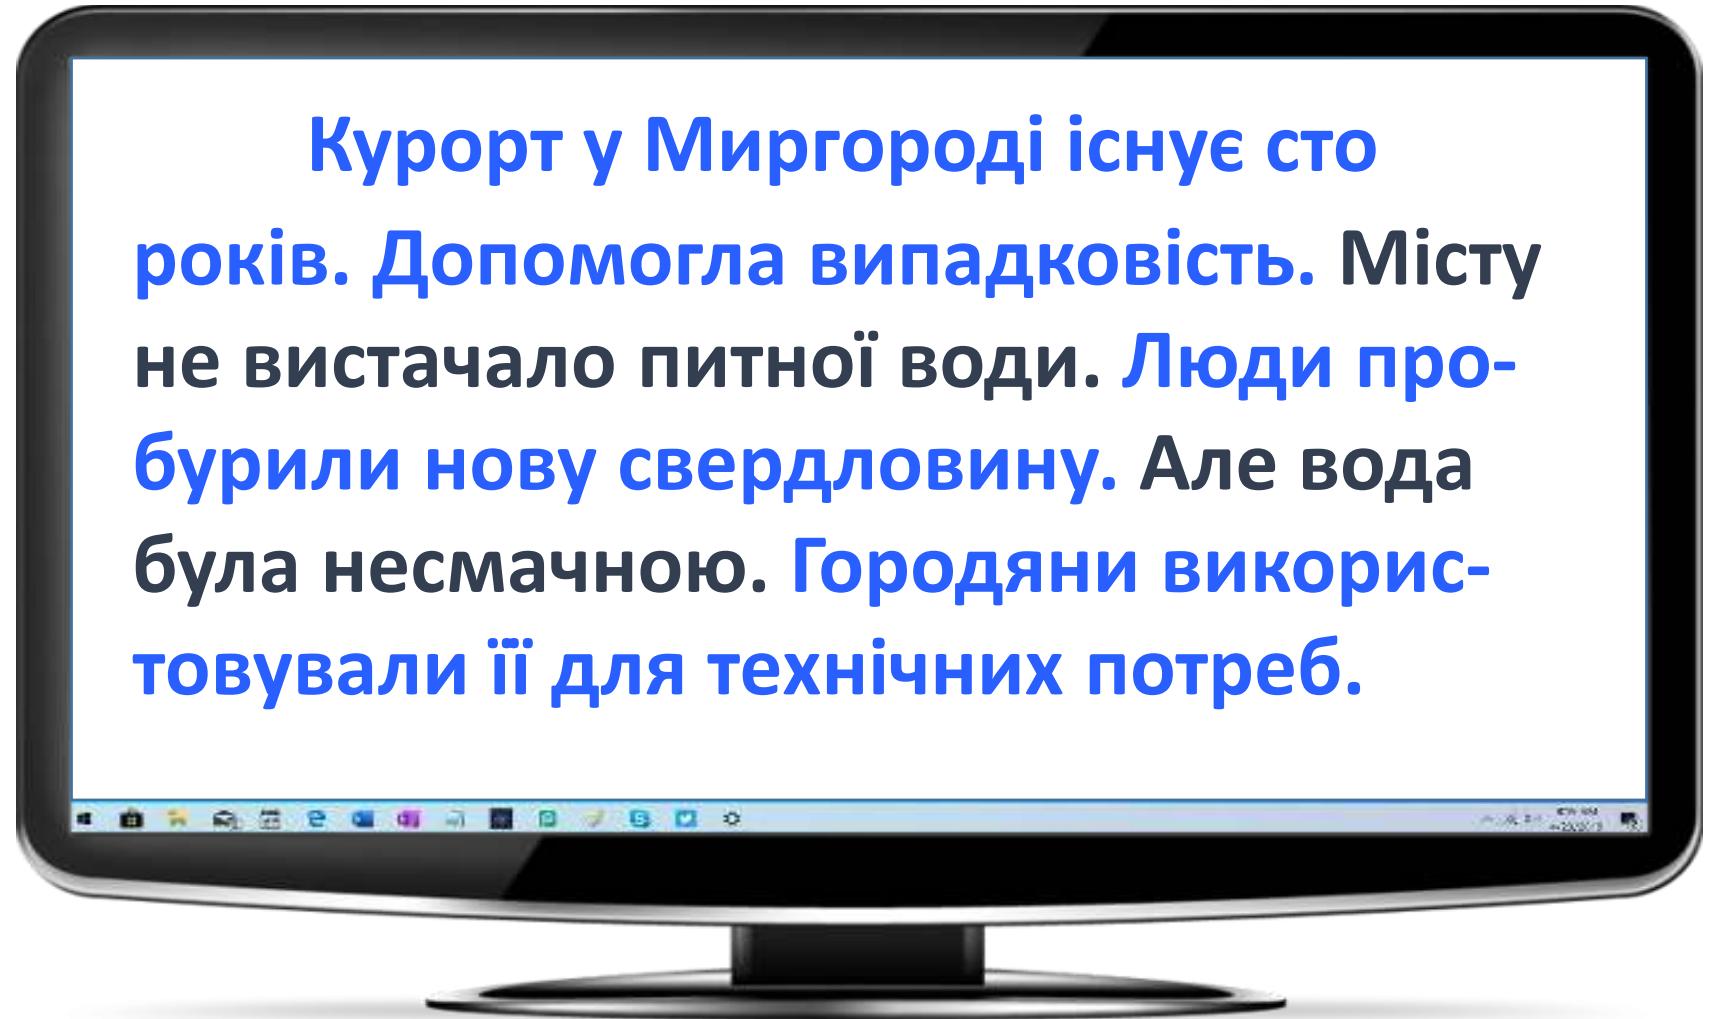 Курорт у Миргороді існує сто
років. Допомогла випадковість. Місту
не вистачало питної води. Люди про-
бурили нову свердловину. Але вода
була несмачною. Городяни викорис-
товували її для технічних потреб.